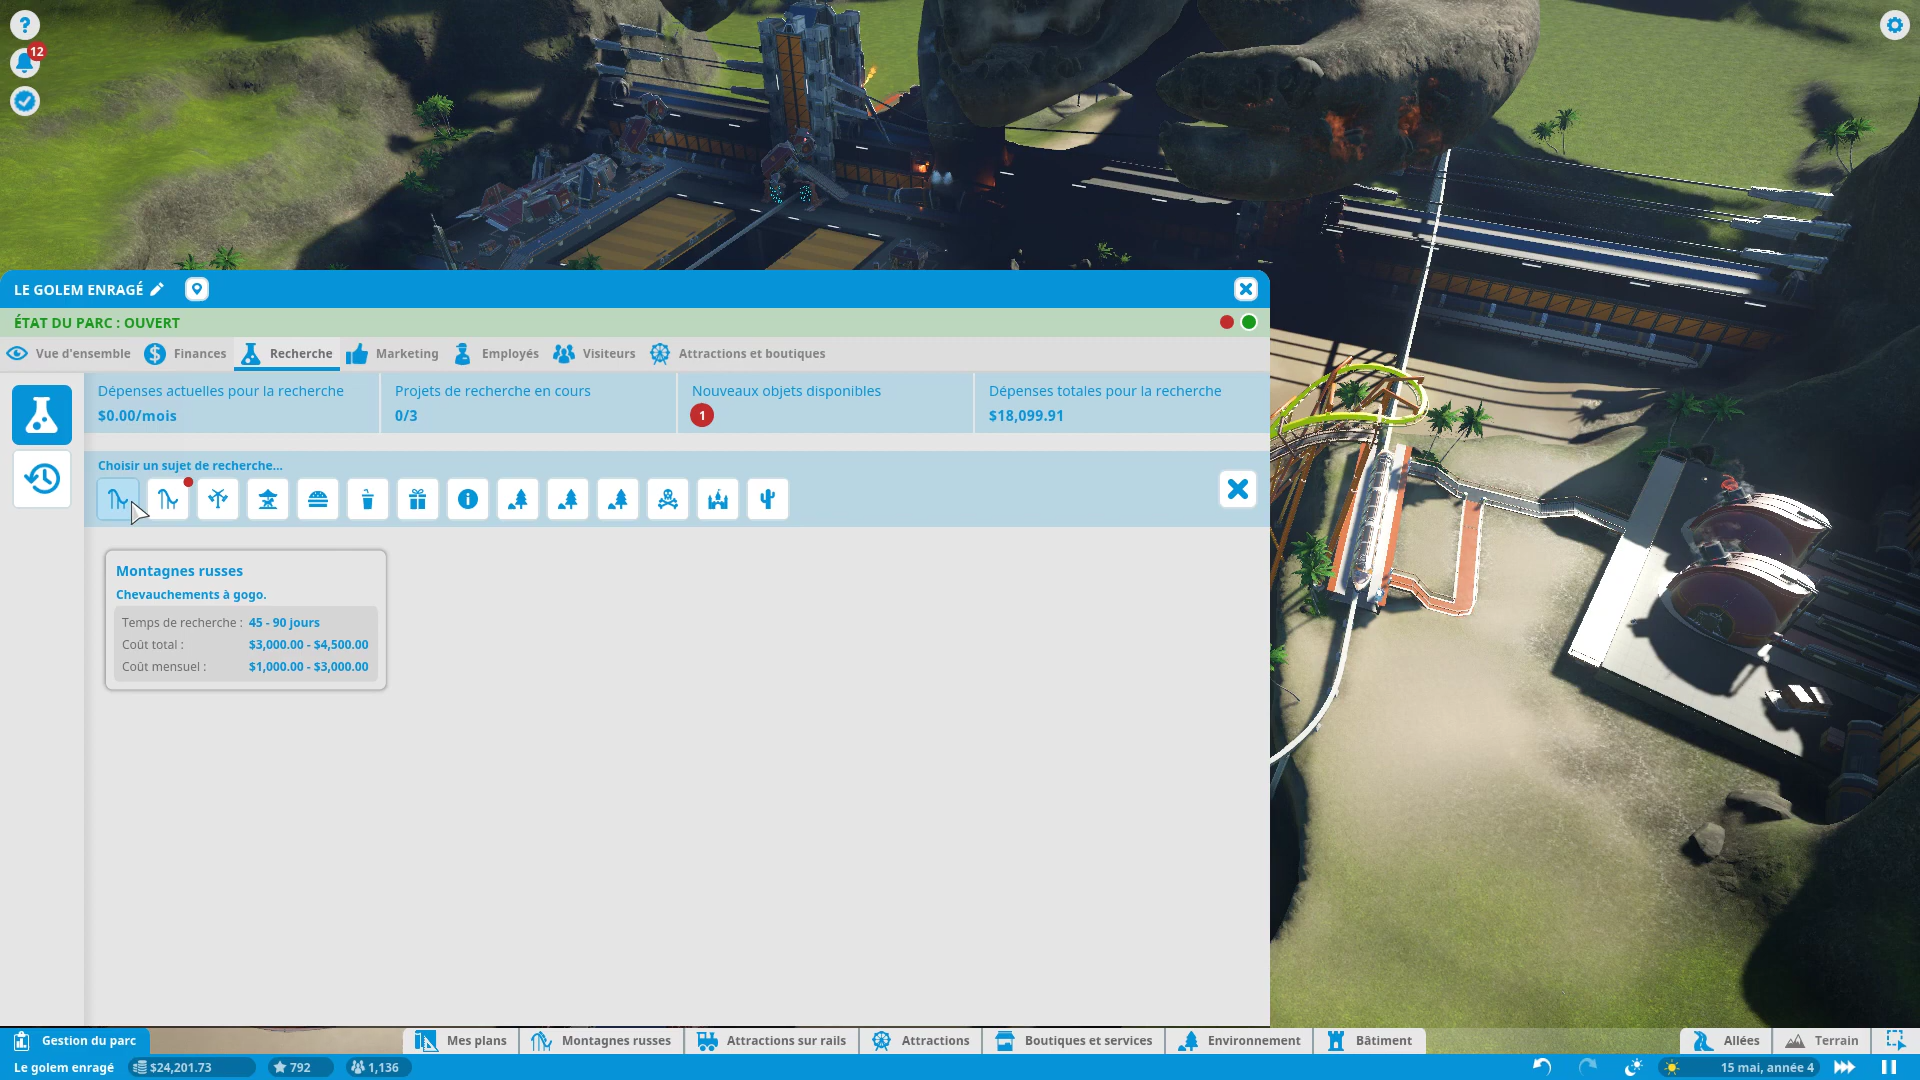 ?
12
LE GOLEM ENRAGÉ
ÉTAT DU PARC : OUVERT
Vue d'ensemble
Finances
Recherche
Marketing
Employés
Visiteurs
Attractions et boutiques
Dépenses actuelles pour la recherche
$0.00/mois
Projets de recherche en cours
0/3
Nouveaux objets disponibles
1
Dépenses totales pour la recherche
$18,099.91
Choisir un sujet de recherche...
Montagnes russes
Chevauchements à gogo.
Temps de recherche : 45 - 90 jours
Coût total : $3,000.00 - $4,500.00
Coût mensuel : $1,000.00 - $3,000.00
Gestion du parc
Mes plans
Montagnes russes
Attractions sur rails
Attractions
Boutiques et services
Environnement
Bâtiment
Allées
Terrain
Le golem enragé
$24,201.73
792
1,136
15 mai, année 4